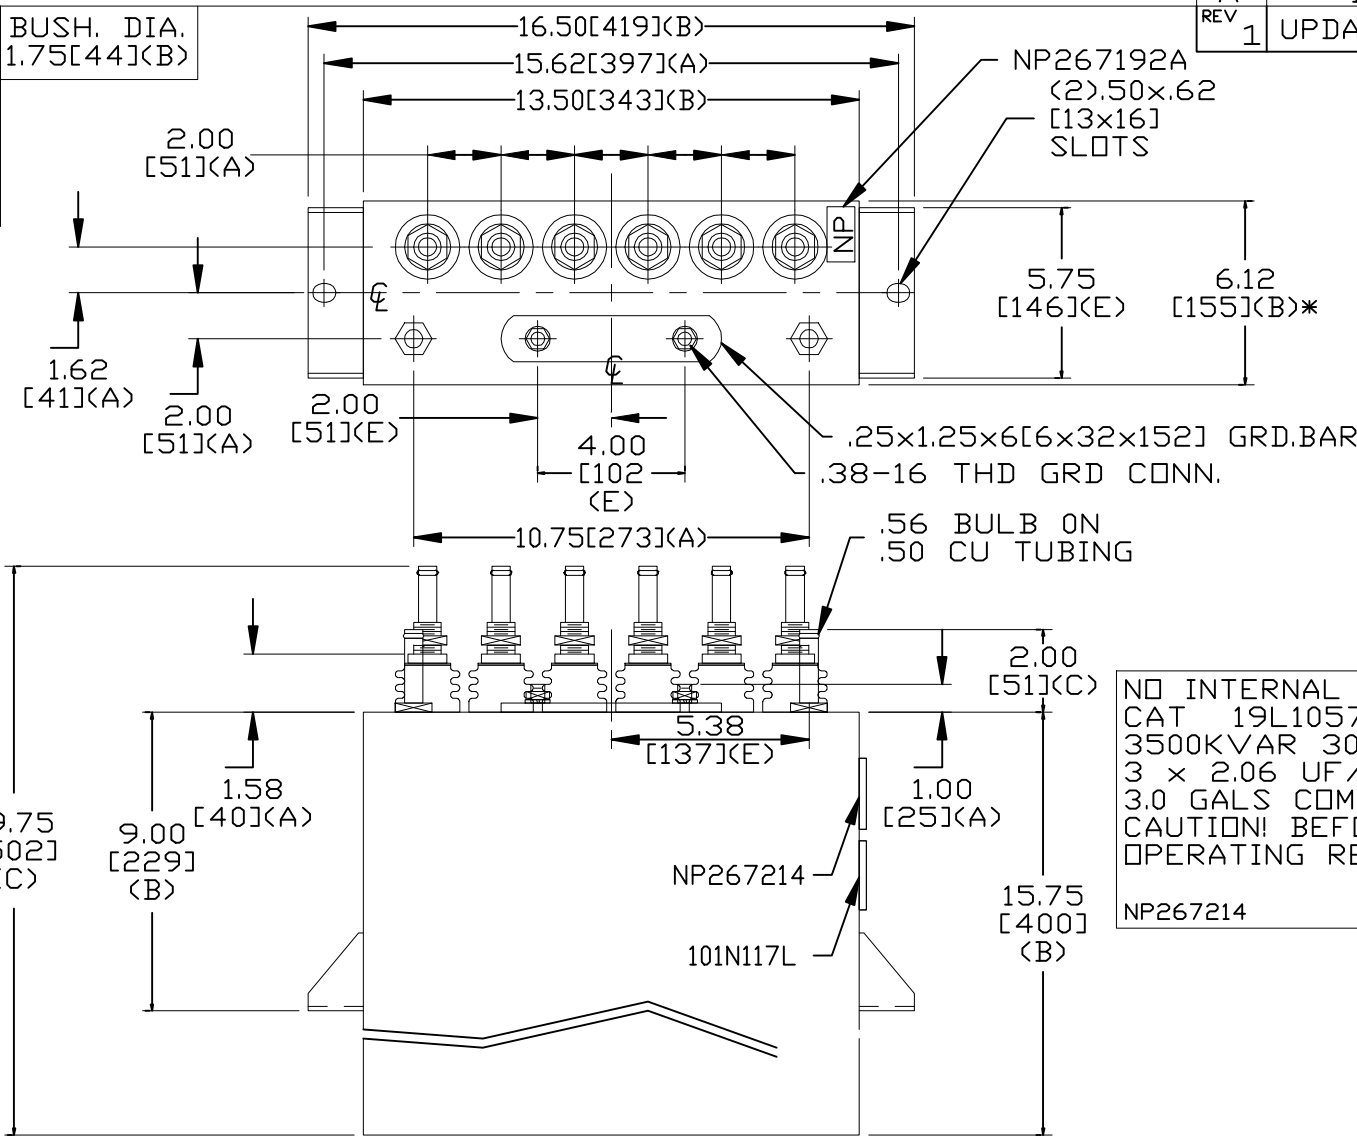 BUSH. DIA.
1.75[44](B)
REV
1
UPDA
16.50[419](B)
15.62[397](A)
13.50[343](B)
NP267192A
(2).50x.62
[13x16]
SLOTS
2.00
[51](A)
NP
5.75
[146](E)
6.12
[155](B)*
1.62
[41](A)
2.00
[51](A)
2.00
[51](E)
4.00
[102
(E)
.25x1.25x6[6x32x152] GRD.BAR
.38-16 THD GRD CONN.
10.75[273](A)
.56 BULB ON
.50 CU TUBING
2.00
[51](C)
5.38
[137](E)
1.58
[40](A)
1.00
[25](A)
9.75
502]
(C)
9.00
[229]
(B)
NP267214
101N117L
15.75
[400]
(B)
NO INTERNAL
CAT 19L1057
3500KVAR 30
3 x 2.06 UF/
3.0 GALS COM
CAUTION! BEFO
OPERATING RE
NP267214